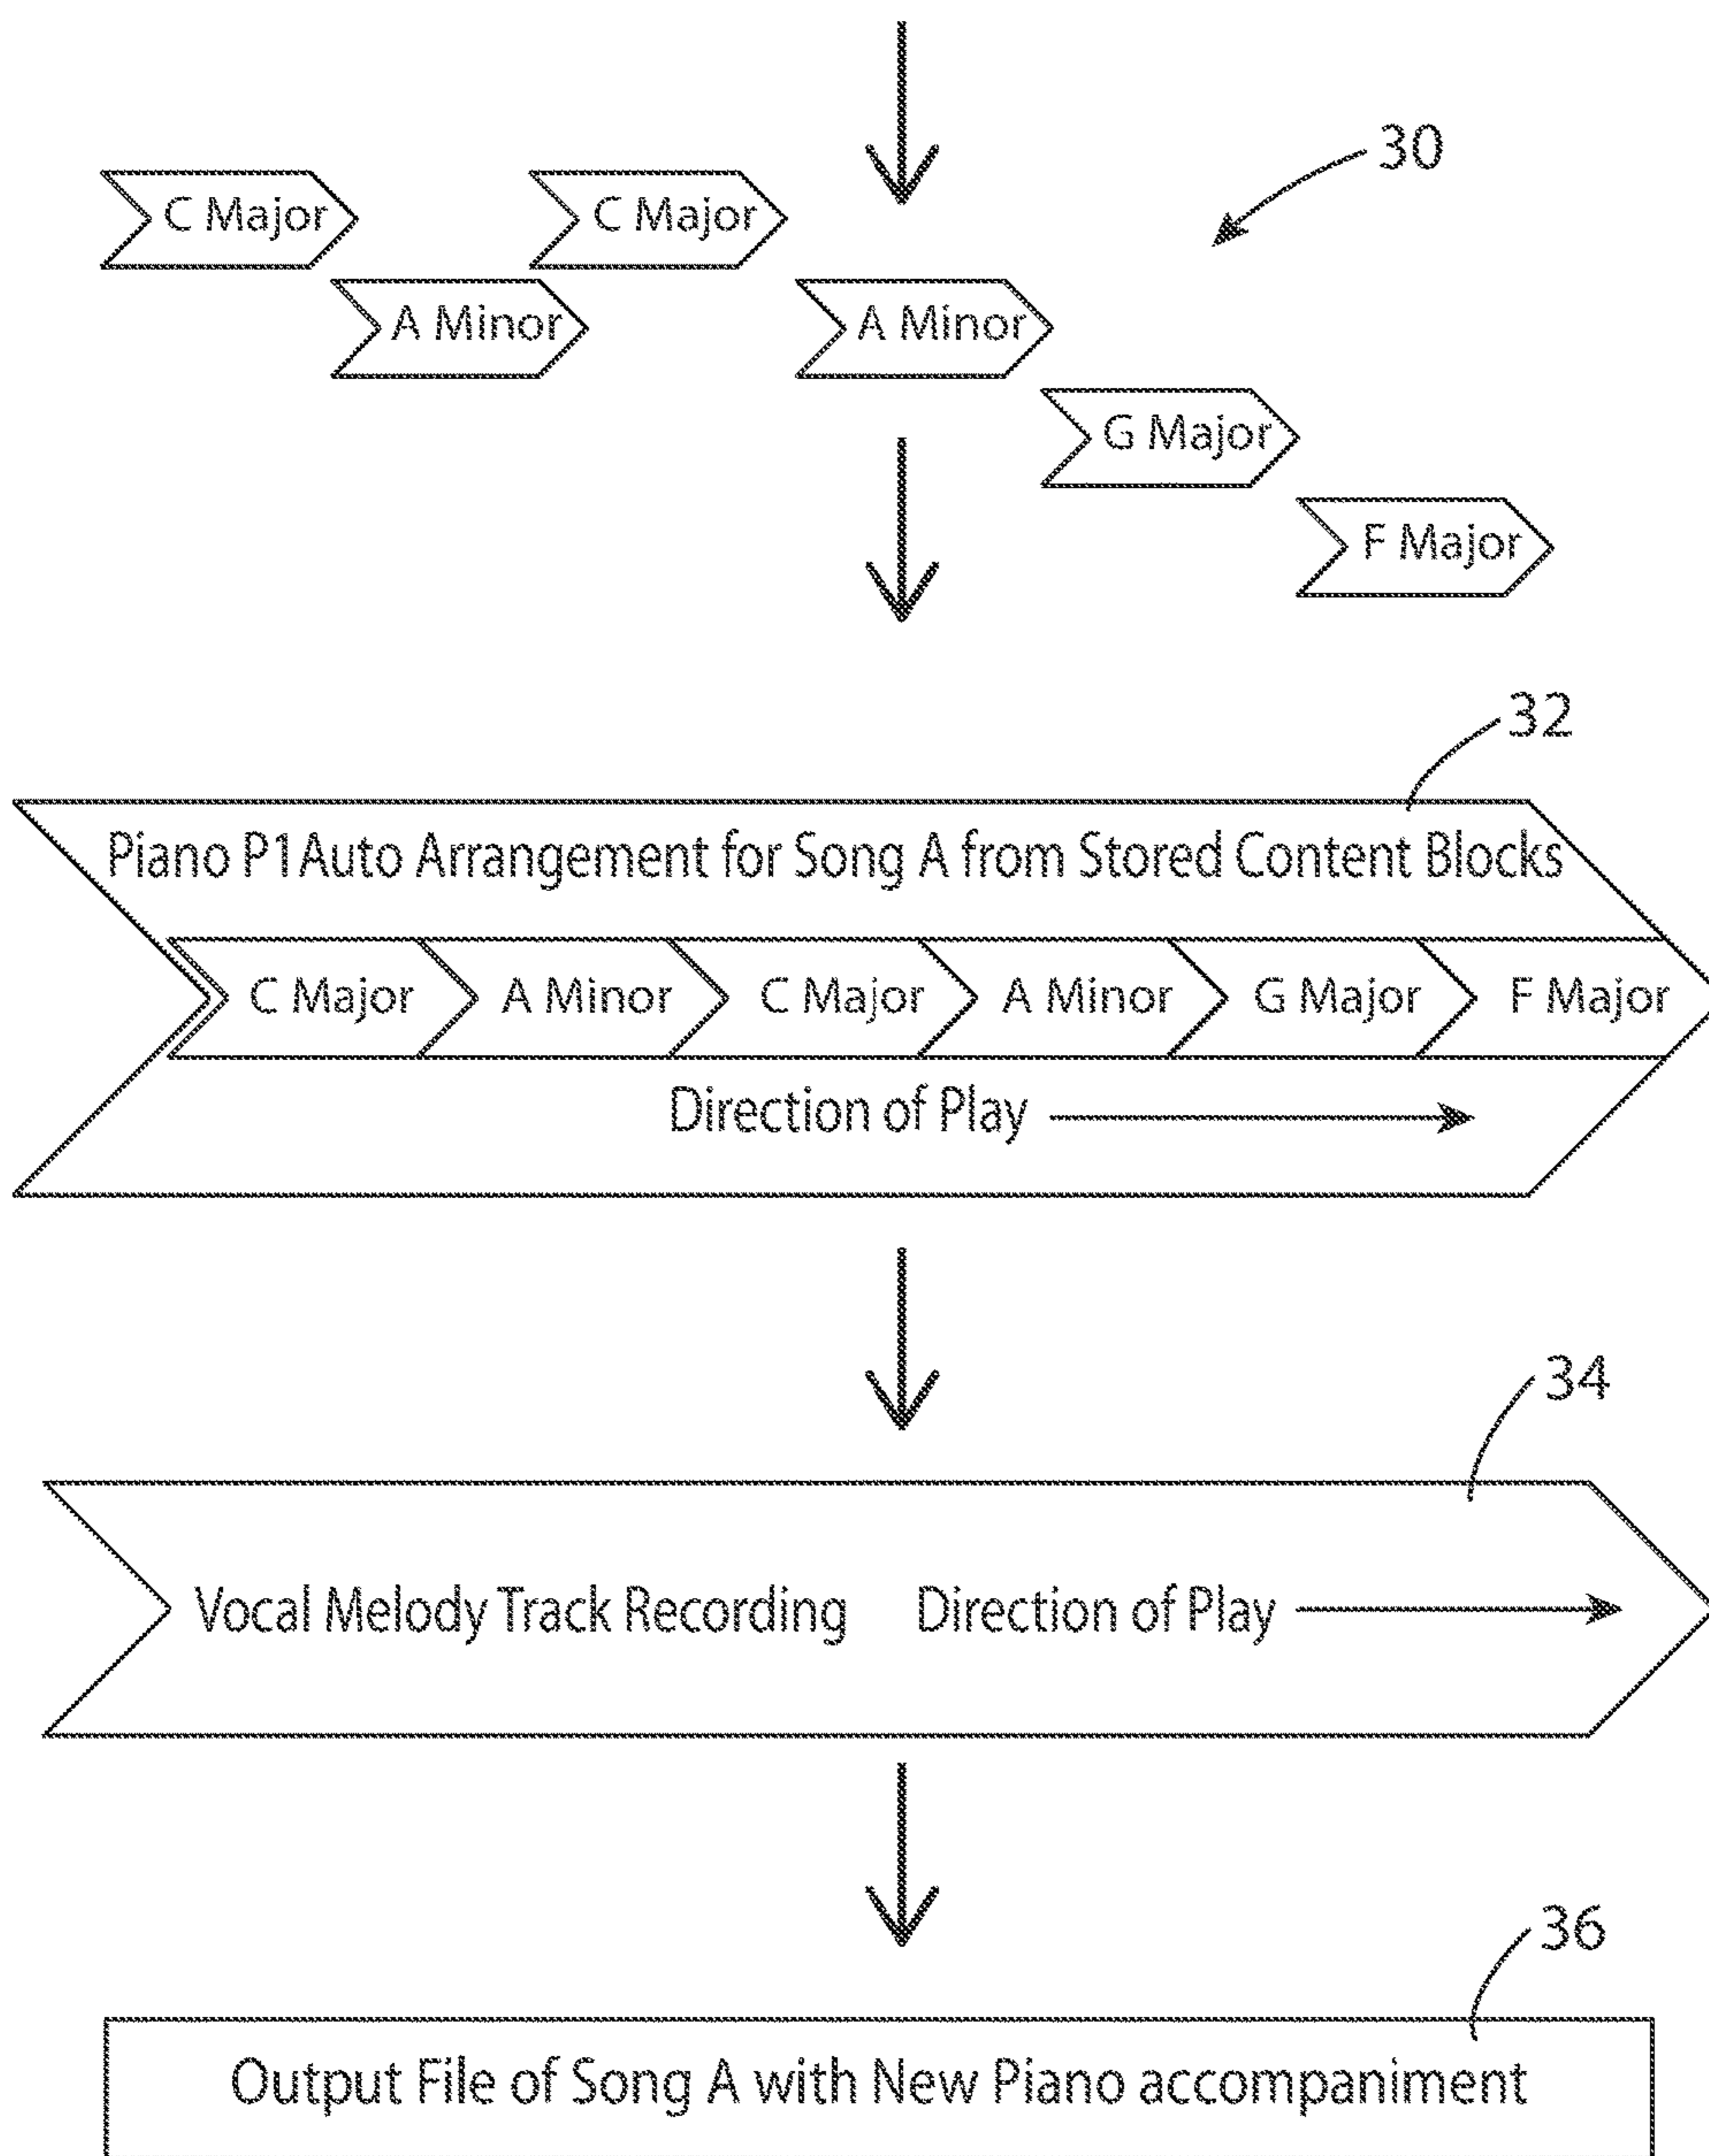 30
C Major
C Major
A Minor
A Minor
G Major
F Major
32
Piano P1Auto Arrangement for Song A from Stored Content Blocks
C Major A Minor C Major A Minor G Major F Major
Direction of Play
34
Vocal Melody Track Recording Direction of Play
36
Output File of Song A with New Piano accompaniment